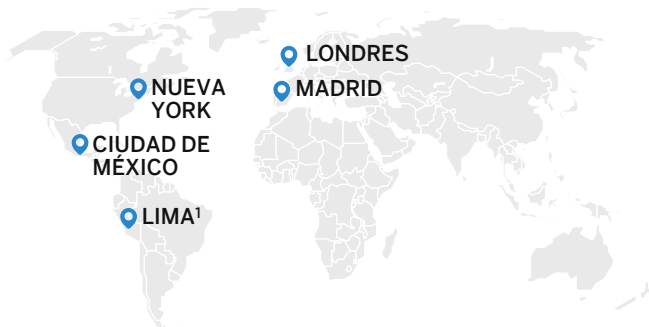 LONDRES
NUEVA
YORK
MADRID
CIUDAD DE
MÉXICO
LIMA¹